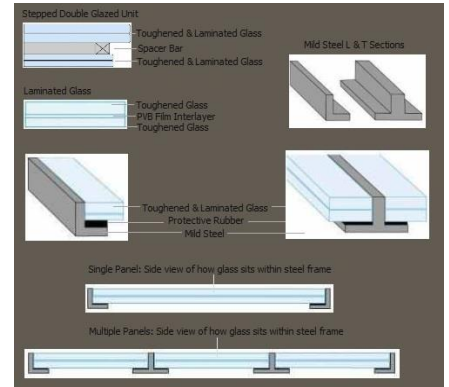 Stepped Double Glazed Unit
Toughened & Laminated Glass
Spacer Bar
Toughened & Laminated Glass
Mild Steel L & T Sections
Laminated Glass
Toughened Glass
PVB Film Interlayer
Toughened Glass
Toughened & Laminated Glass
Protective Rubber
Mild Steel
Single Panel: Side view of how glass sits within steel frame
Multiple Panels: Side view of how glass sits within steel frame